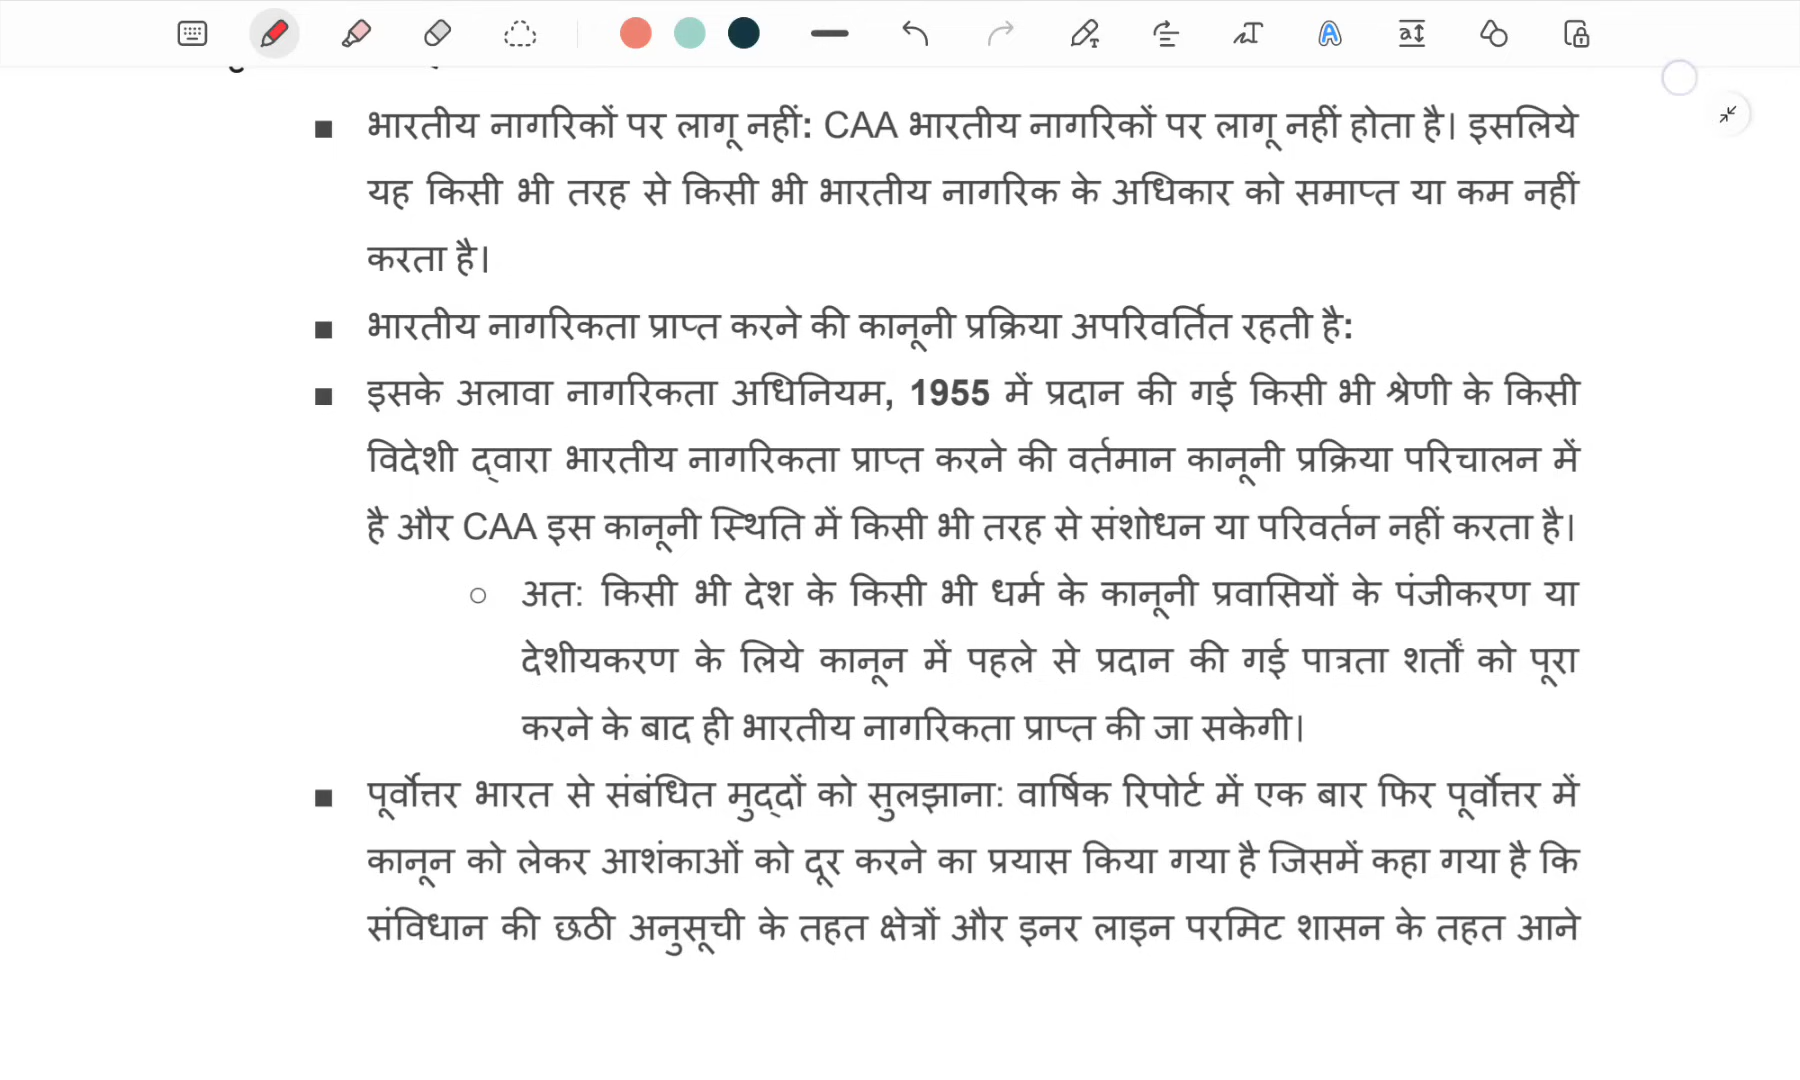 ■ भारतीय नागरिकों पर लागू नहीं: CAA भारतीय नागरिकों पर लागू नहीं होता है। इसलिये
यह किसी भी तरह से किसी भी भारतीय नागरिक के अधिकार को समाप्त या कम नहीं
करता है।
■ भारतीय नागरिकता प्राप्त करने की कानूनी प्रक्रिया अपरिवर्तित रहती है:
■ इसके अलावा नागरिकता अधिनियम, 1955 में प्रदान की गई किसी भी श्रेणी के किसी
विदेशी द्वारा भारतीय नागरिकता प्राप्त करने की वर्तमान कानूनी प्रक्रिया परिचालन में
है और CAA इस कानूनी स्थिति में किसी भी तरह से संशोधन या परिवर्तन नहीं करता है।
○ अत: किसी भी देश के किसी भी धर्म के कानूनी प्रवासियों के पंजीकरण या
देशीयकरण के लिये कानून में पहले से प्रदान की गई पात्रता शर्तों को पूरा
करने के बाद ही भारतीय नागरिकता प्राप्त की जा सकेगी।
■ पूर्वोत्तर भारत से संबंधित मुद्दों को सुलझाना: वार्षिक रिपोर्ट में एक बार फिर पूर्वोत्तर में
कानून को लेकर आशंकाओं को दूर करने का प्रयास किया गया है जिसमें कहा गया है कि
संविधान की छठी अनुसूची के तहत क्षेत्रों और इनर लाइन परमिट शासन के तहत आने